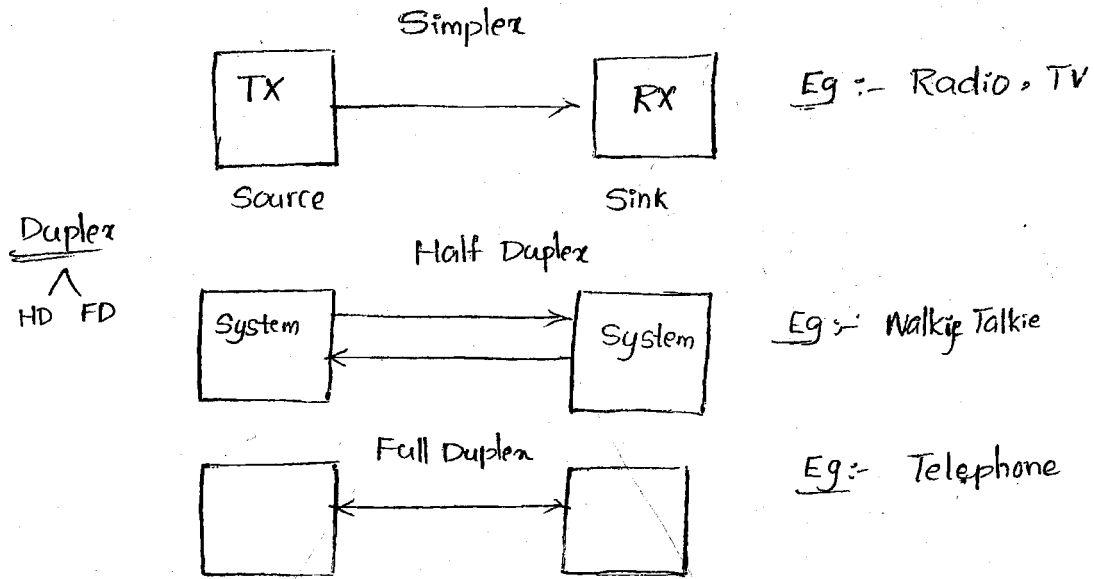 Simplex
TX RX Eg :- Radio, TV
Source Sink
Duplex
HD FD
Half Duplex
System System Eg :- Walkie Talkie
Full Duplex
Eg :- Telephone